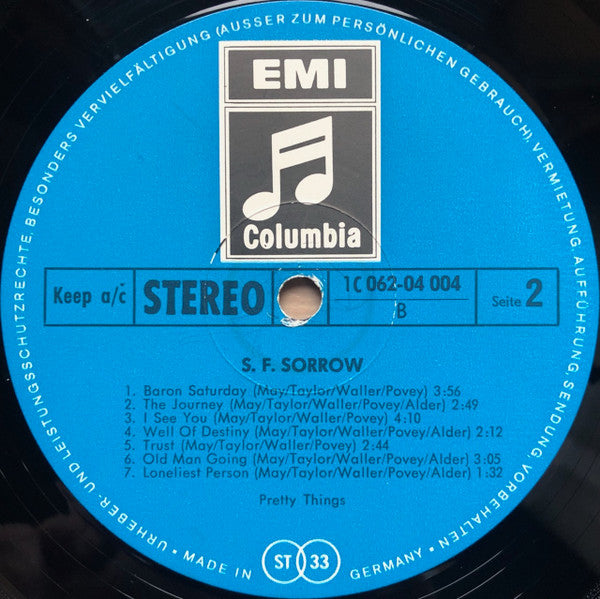 URHEBER- UND LEISTUNGSSCHUTZRECHTE, BESONDERS VERVIELFÄLTIGUNG (AUSSER ZUM PERSÖNLICHEN GEBRAUCH), VERMIETUNG, AUFFÜHRUNG, SENDUNG, VORBEHALTEN
EMI
Columbia
Keep a/č
STEREO
1C 062-04 004
B
Seite 2
S. F. SORROW
1. Baron Saturday (May/Taylor/Waller/Povey) 3:56
2. The Journey (May/Taylor/Waller/Povey/Alder) 2:49
3. I See You (May/Taylor/Waller/Povey) 4:10
4. Well Of Destiny (May/Taylor/Waller/Povey/Alder) 2:12
5. Trust (May/Taylor/Waller/Povey) 2:44
6. Old Man Going (May/Taylor/Waller/Povey/Alder) 3:05
7. Loneliest Person (May/Taylor/Waller/Povey/Alder) 1:32
Pretty Things
• MADE IN ST 33 GERMANY •